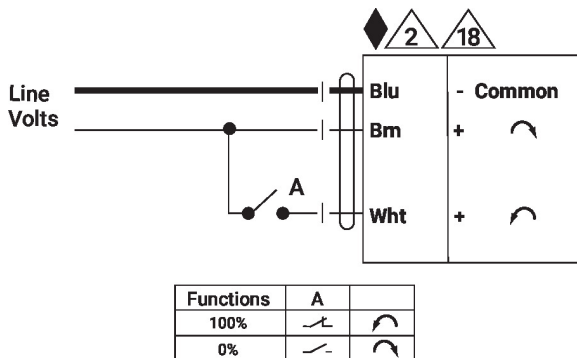 2 18
Line Volts
Blu - Common
Brn +
A
Wht +
Functions A
100%
0%